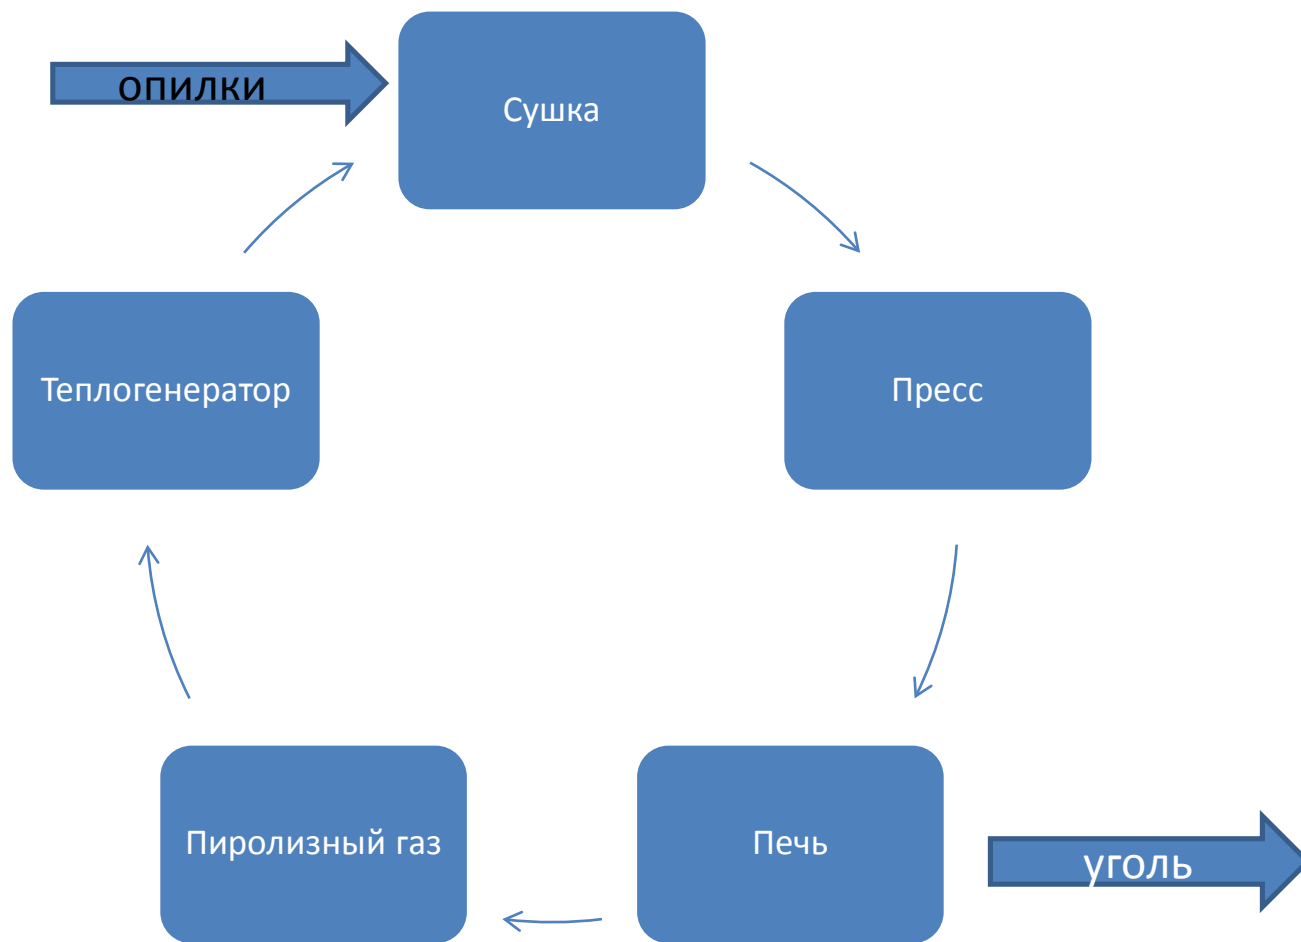 опилки
Сушка
Теплогенератор
Пресс
Пиролизный газ
Печь
уголь